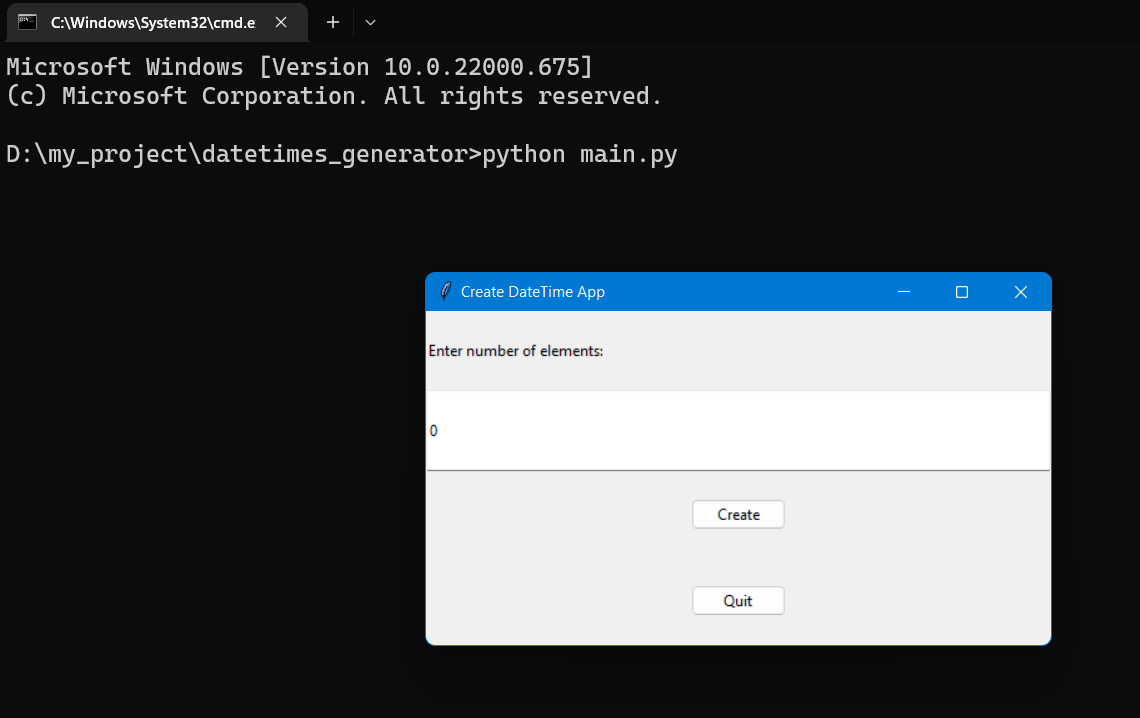 C:\Windows\System32\cmd.e
Microsoft Windows [Version 10.0.22000.675]
(c) Microsoft Corporation. All rights reserved.
D:\my_project\datetimes_generator>python main.py
Create DateTime App
Enter number of elements:
0
Create
Quit